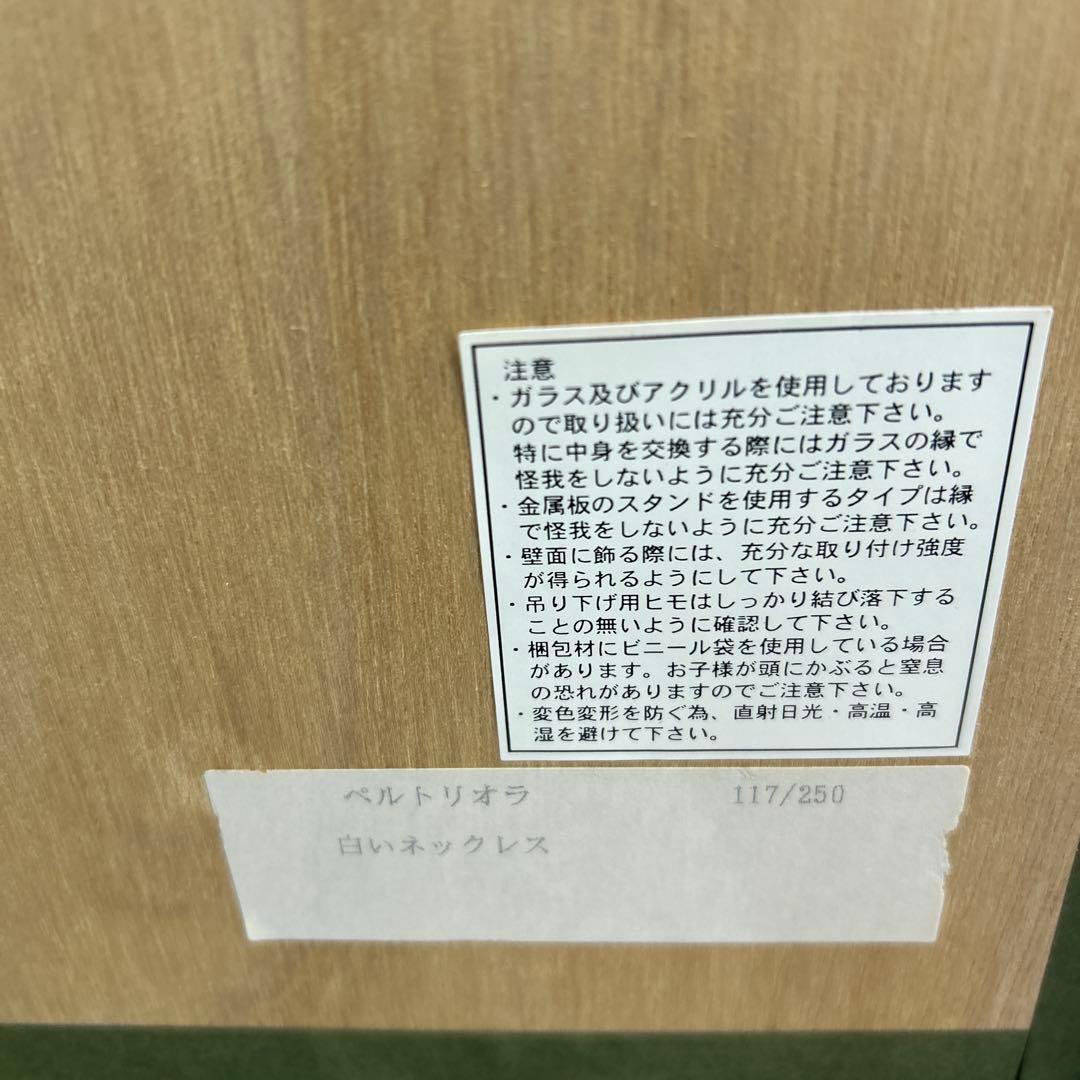 注意
・ガラス及びアクリルを使用しております
ので取り扱いには充分ご注意下さい。
特に中身を交換する際にはガラスの縁で
怪我をしないように充分ご注意下さい。
・金属板のスタンドを使用するタイプは縁
で怪我をしないように充分ご注意下さい。
・壁面に飾る際には、充分な取り付け強度
が得られるようにして下さい。
・吊り下げ用ヒモはしっかり結び落下する
ことの無いように確認して下さい。
・梱包材にビニール袋を使用している場合
があります。お子様が頭にかぶると窒息
の恐れがありますのでご注意下さい。
・変色変形を防ぐ為、直射日光・高温・高
湿を避けて下さい。
ペルトリオラ 117/250
白いネックレス